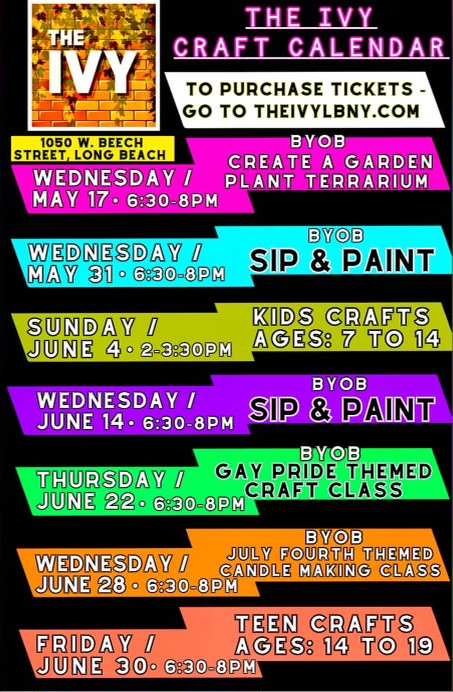 THE
IVY
THE IVY
CRAFT CALENDAR
TO PURCHASE TICKETS -
GO TO THEIVYLBNY.COM
1050 W. BEECH
STREET, LONG BEACH
WEDNESDAY /
MAY 17 • 6:30-8PM
BYOB
CREATE A GARDEN
PLANT TERRARIUM
WEDNESDAY /
MAY 31 • 6:30-8PM
BYOB
SIP & PAINT
SUNDAY /
JUNE 4 • 2-3:30PM
KIDS CRAFTS
AGES: 7 TO 14
WEDNESDAY /
JUNE 14 • 6:30-8PM
BYOB
SIP & PAINT
THURSDAY /
JUNE 22 • 6:30-8PM
BYOB
GAY PRIDE THEMED
CRAFT CLASS
WEDNESDAY /
JUNE 28 • 6:30-8PM
BYOB
JULY FOURTH THEMED
CANDLE MAKING CLASS
FRIDAY /
JUNE 30 • 6:30-8PM
TEEN CRAFTS
AGES: 14 TO 19